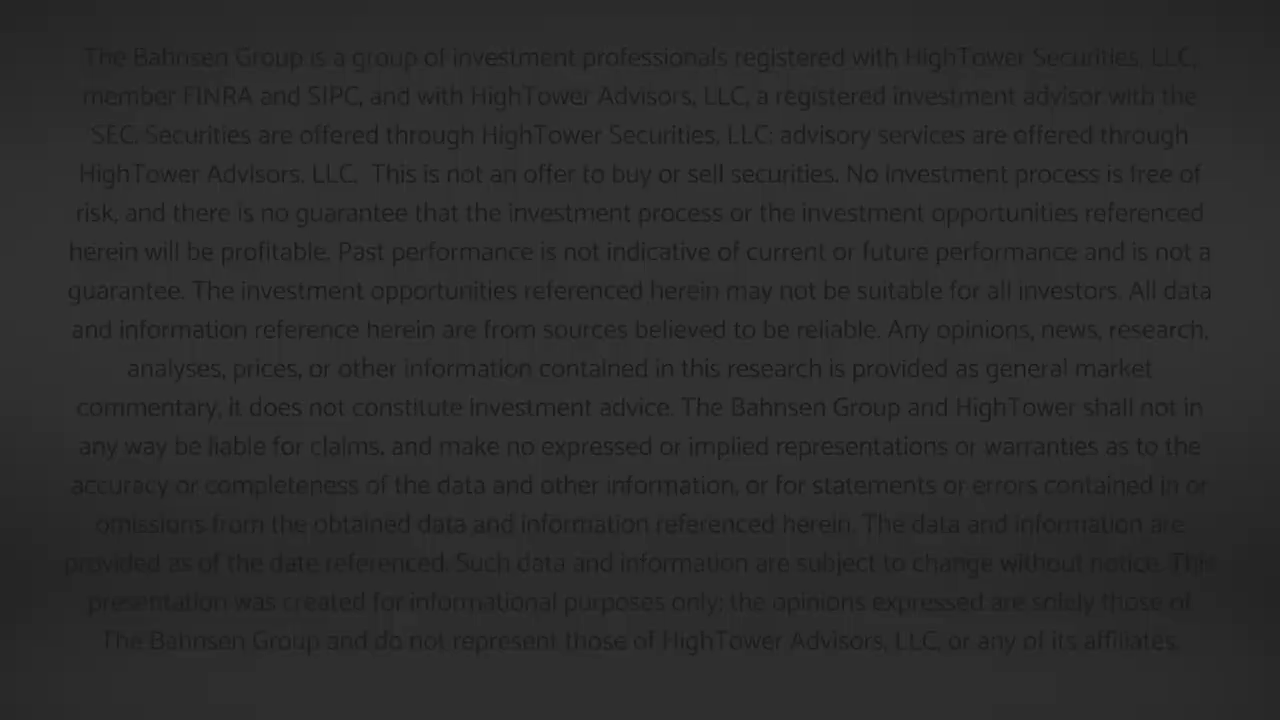 The Bahnsen Group is a group of investment professionals registered with HighTower Securities, LLC,
member FINRA and SIPC, and with HighTower Advisors, LLC, a registered investment advisor with the
SEC. Securities are offered through HighTower Securities, LLC; advisory services are offered through
HighTower Advisors, LLC. This is not an offer to buy or sell securities. No investment process is free of
risk, and there is no guarantee that the investment process or the investment opportunities referenced
herein will be profitable. Past performance is not indicative of current or future performance and is not a
guarantee. The investment opportunities referenced herein may not be suitable for all investors. All data
and information reference herein are from sources believed to be reliable. Any opinions, news, research,
analyses, prices, or other information contained in this research is provided as general market
commentary, it does not constitute investment advice. The Bahnsen Group and HighTower shall not in
any way be liable for claims, and make no expressed or implied representations or warranties as to the
accuracy or completeness of the data and other information, or for statements or errors contained in or
omissions from the obtained data and information referenced herein. The data and information are
provided as of the date referenced. Such data and information are subject to change without notice. This
presentation was created for informational purposes only; the opinions expressed are solely those of
The Bahnsen Group and do not represent those of HighTower Advisors, LLC, or any of its affiliates.